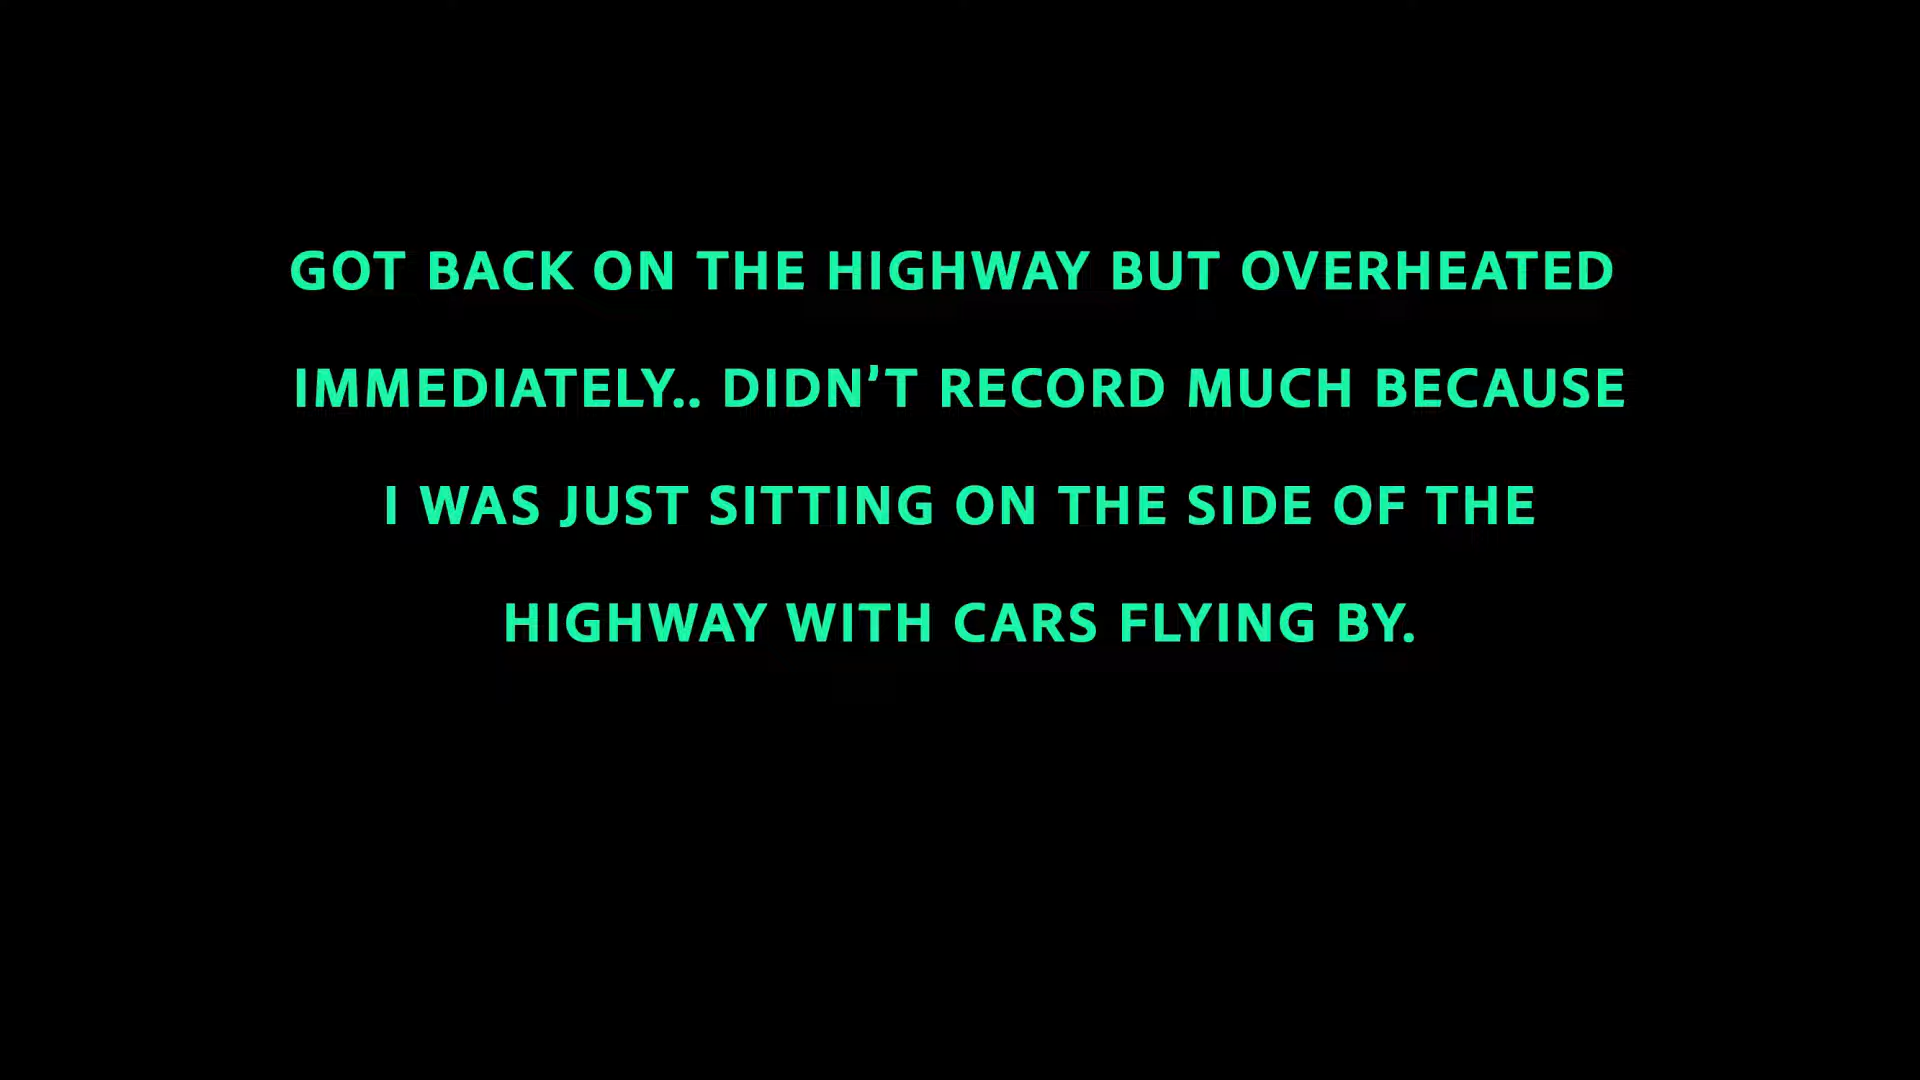 GOT BACK ON THE HIGHWAY BUT OVERHEATED
IMMEDIATELY.. DIDN’T RECORD MUCH BECAUSE
I WAS JUST SITTING ON THE SIDE OF THE
HIGHWAY WITH CARS FLYING BY.